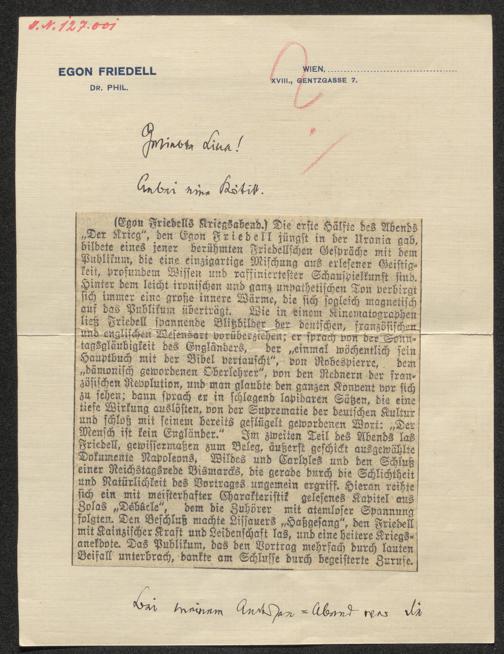 J.N. 127.001
EGON FRIEDELL
DR. PHIL.
WIEN,
XVIII., GENTZGASSE 7.
Geliebte Lina!
Anbei eine Kritik.
(Egon Friedells Kriegsabend.) Die erste Hälfte des Abends
„Der Krieg", den Egon Friedell jüngst in der Urania gab,
bildete eines jener berühmten Friedellschen Gespräche mit dem
Publikum, die eine einzigartige Mischung aus erlesener Geistig-
keit, profundem Wissen und raffiniertester Schauspielkunst sind.
Hinter dem leicht ironischen und ganz unpathetischen Ton verbirgt
sich immer eine große innere Wärme, die sich sogleich magnetisch
auf das Publikum überträgt. Wie in einem Kinematographen
ließ Friedell spannende Blitzbilder der deutschen, französischen
und englischen Wesensart vorüberziehen; er sprach von der Sonn-
tagsgläubigkeit des Engländers, der „einmal wöchentlich sein
Hauptbuch mit der Bibel vertauscht", von Robespierre, dem
„dämonisch gewordenen Oberlehrer", von den Rednern der fran-
zösischen Revolution, und man glaubte den ganzen Konvent vor sich
zu sehen; dann sprach er in schlagend lapidaren Sätzen, die eine
tiefe Wirkung auslösten, von der Suprematie der deutschen Kultur
und schloß mit seinem bereits geflügelt gewordenen Wort: „Der
Mensch ist kein Engländer." Im zweiten Teil des Abends las
Friedell, gewissermaßen zum Beleg, äußerst geschickt ausgewählte
Dokumente Napoleons, Wildes und Carlyles und den Schluß
einer Reichstagsrede Bismarcks, die gerade durch die Schlichtheit
und Natürlichkeit des Vortrages ungemein ergriff. Hieran reihte
sich ein mit meisterhafter Charakteristik gelesenes Kapitel aus
Zolas „Débâcle", dem die Zuhörer mit atemloser Spannung
folgten. Den Beschluß machte Lissauers „Haßgesang", den Friedell
mit Kainzischer Kraft und Leidenschaft las, und eine heitere Kriegs-
anekdote. Das Publikum, das den Vortrag mehrfach durch lauten
Beifall unterbrach, dankte am Schlusse durch begeisterte Zurufe.
Bei meinem Abend war die